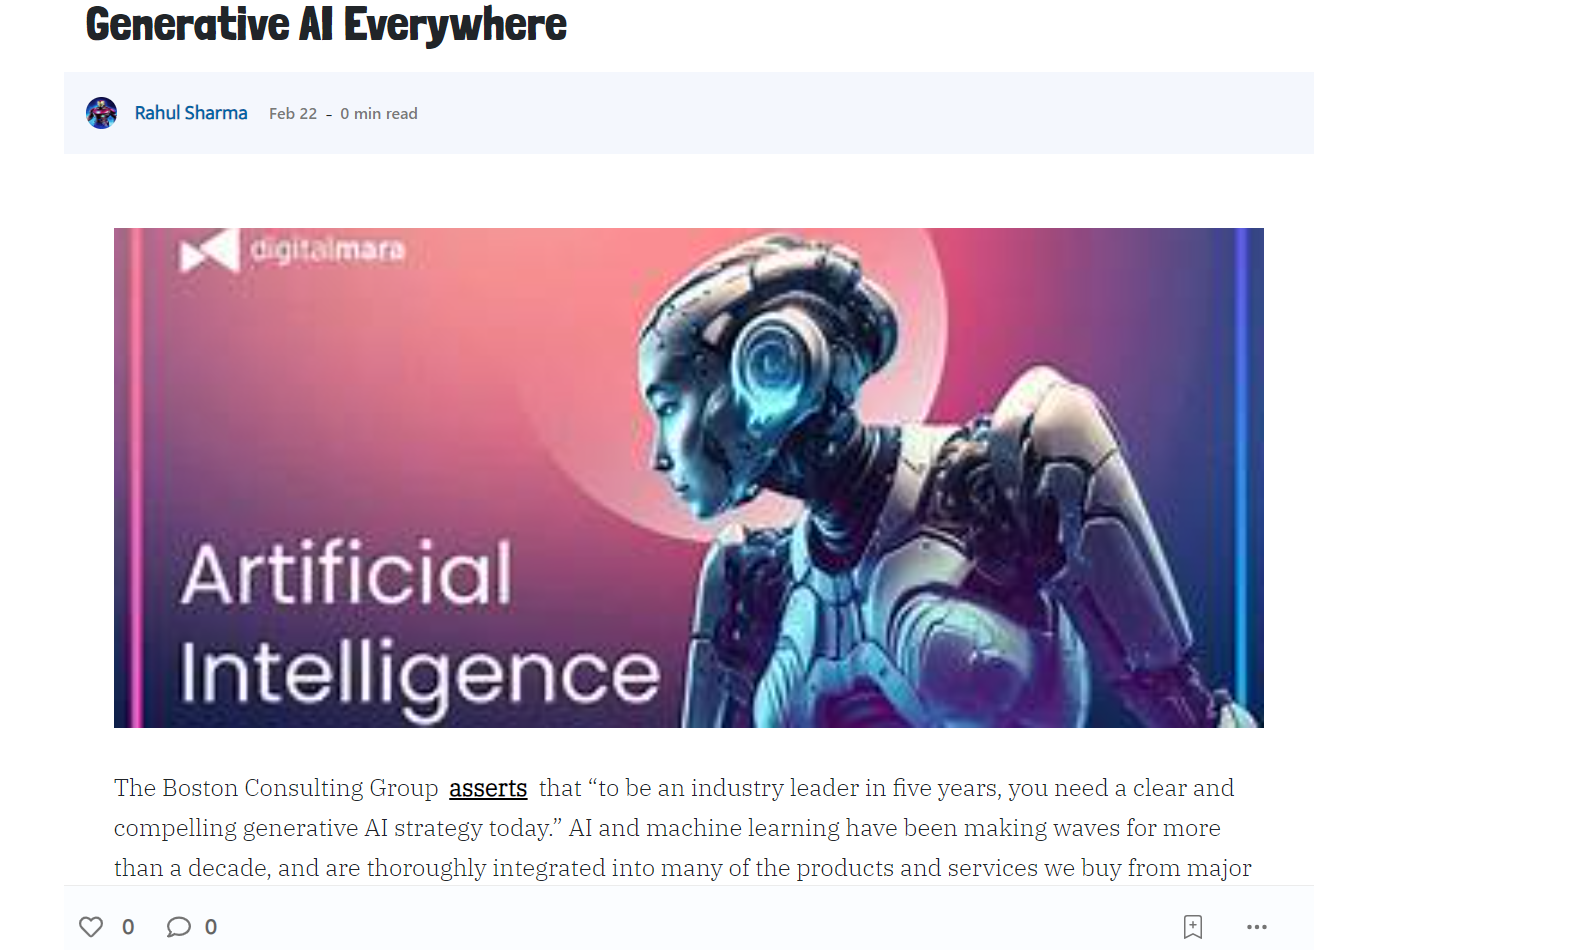 Generative AI Everywhere
Rahul Sharma Feb 22 - 0 min read
digitalmara
Artificial
Intelligence
The Boston Consulting Group asserts that “to be an industry leader in five years, you need a clear and
compelling generative AI strategy today.” AI and machine learning have been making waves for more
than a decade, and are thoroughly integrated into many of the products and services we buy from major
0 0